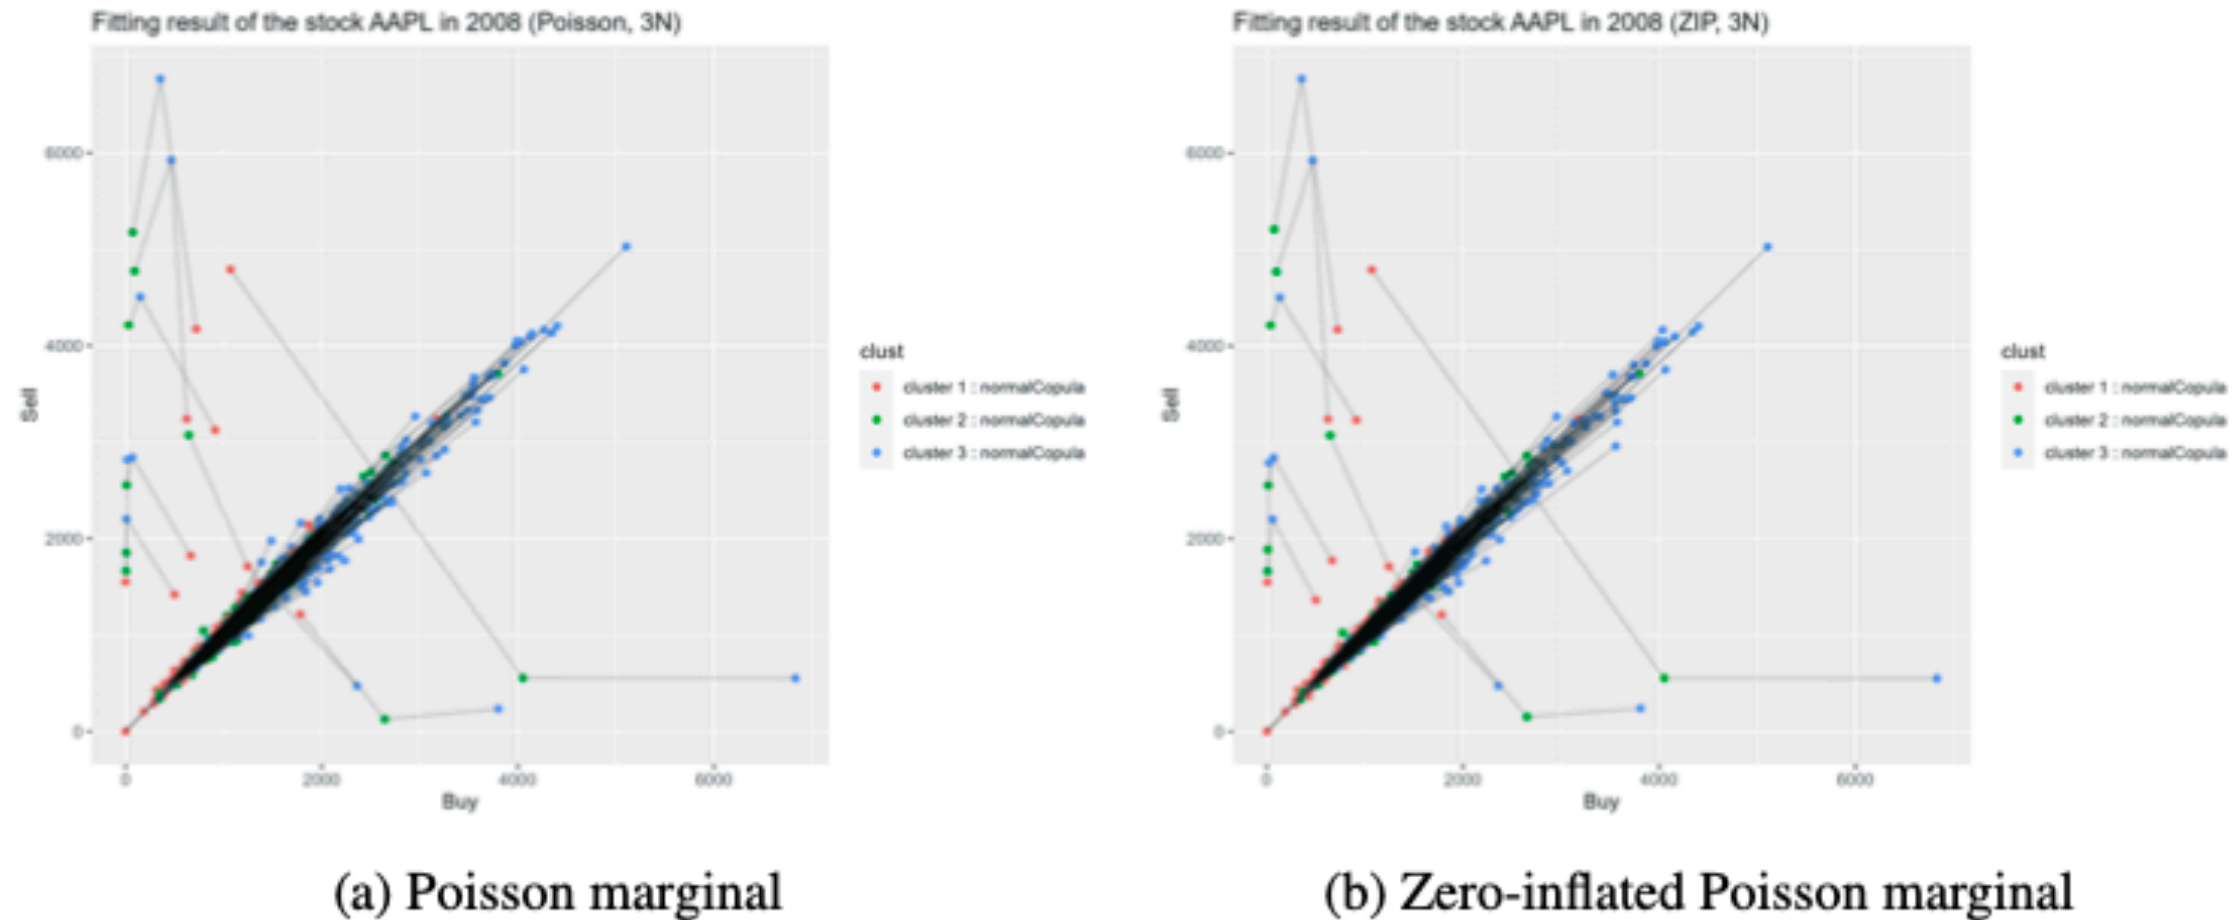 Fitting result of the stock AAPL in 2008 (Poisson, 3N)
6000
4000
2000
0
Sell
0 2000 4000 6000
Buy
clust
cluster 1 : normalCopula
cluster 2 : normalCopula
cluster 3 : normalCopula
(a) Poisson marginal
Fitting result of the stock AAPL in 2008 (ZIP, 3N)
6000
4000
2000
0
Sell
0 2000 4000 6000
Buy
clust
cluster 1 : normalCopula
cluster 2 : normalCopula
cluster 3 : normalCopula
(b) Zero-inflated Poisson marginal